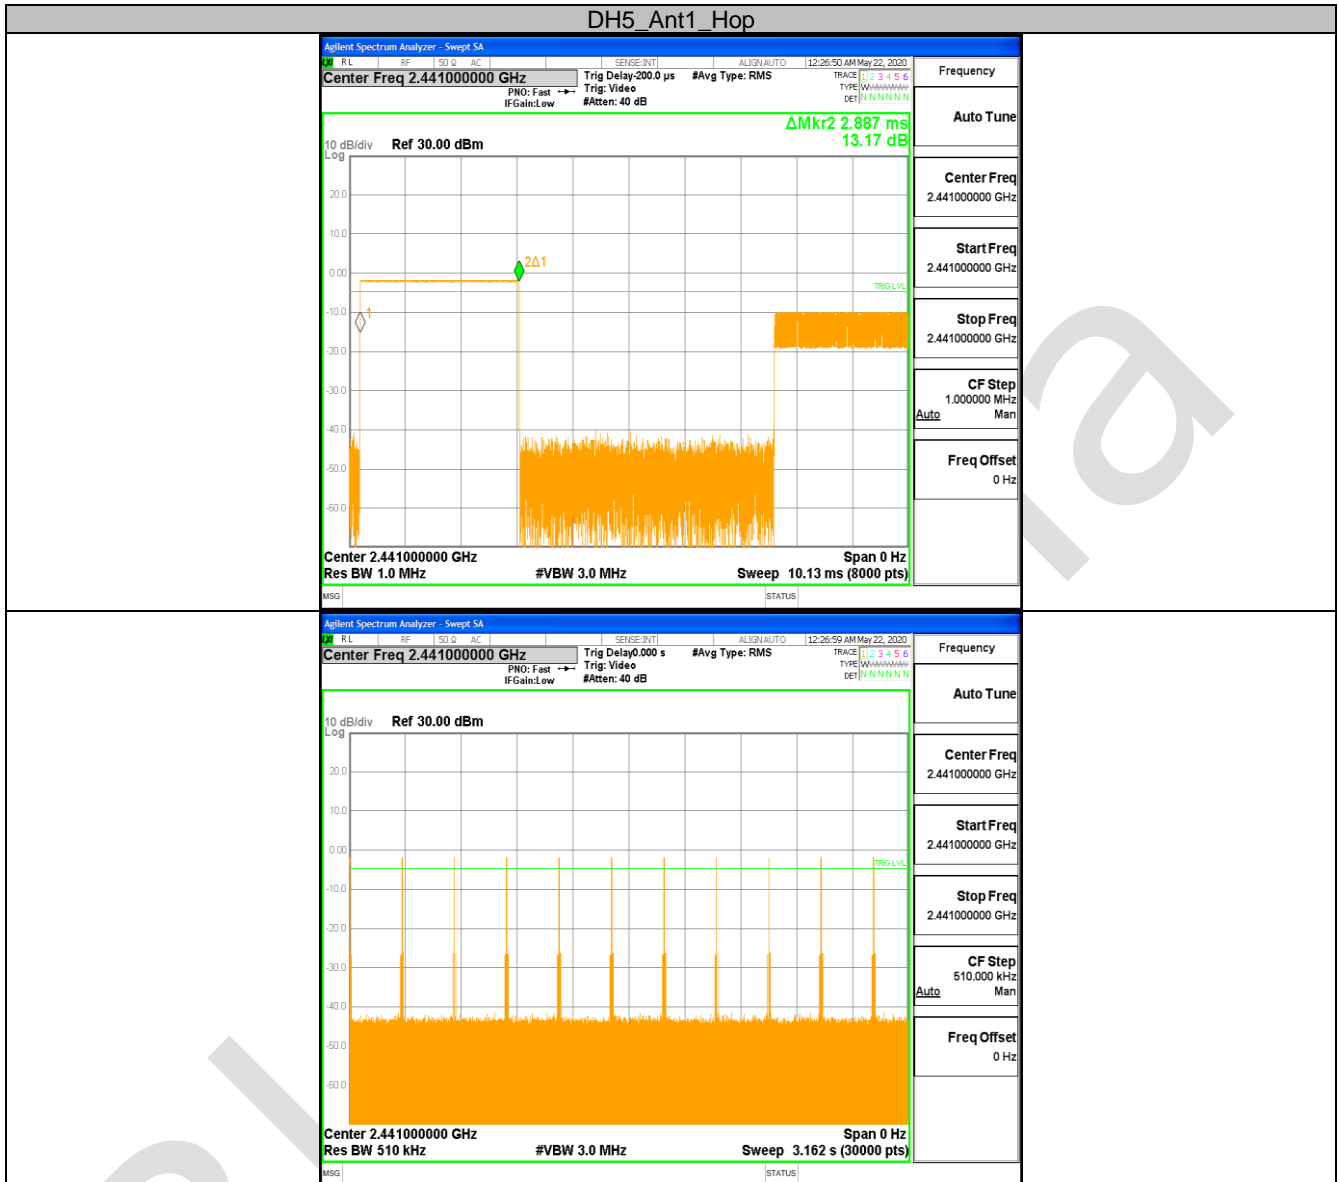 DH5_Ant1_Hop
Agilent Spectrum Analyzer - Swept SA
RL RF 50 Ω AC SENSE:INT ALIGN AUTO 12:26:50 AM May 22, 2020
Center Freq 2.441000000 GHz
PNO: Fast
IFGain:Low
Trig Delay-200.0 µs
Trig: Video
#Atten: 40 dB
#Avg Type: RMS
TRACE 1 2 3 4 5 6
TYPE W
DET N N N N N N
Frequency
Auto Tune
ΔMkr2 2.887 ms
13.17 dB
10 dB/div
Log
Ref 30.00 dBm
20.0
10.0
0.00
-10.0
-20.0
-30.0
-40.0
-50.0
-60.0
2Δ1
1
TRIG LVL
Center Freq
2.441000000 GHz
Start Freq
2.441000000 GHz
Stop Freq
2.441000000 GHz
CF Step
1.000000 MHz
Auto Man
Freq Offset
0 Hz
Center 2.441000000 GHz Span 0 Hz
Res BW 1.0 MHz #VBW 3.0 MHz Sweep 10.13 ms (8000 pts)
MSG STATUS
Agilent Spectrum Analyzer - Swept SA
RL RF 50 Ω AC SENSE:INT ALIGN AUTO 12:26:59 AM May 22, 2020
Center Freq 2.441000000 GHz
PNO: Fast
IFGain:Low
Trig Delay0.000 s
Trig: Video
#Atten: 40 dB
#Avg Type: RMS
TRACE 1 2 3 4 5 6
TYPE W
DET N N N N N N
Frequency
Auto Tune
10 dB/div
Log
Ref 30.00 dBm
20.0
10.0
0.00
-10.0
-20.0
-30.0
-40.0
-50.0
-60.0
TRIG LVL
Center Freq
2.441000000 GHz
Start Freq
2.441000000 GHz
Stop Freq
2.441000000 GHz
CF Step
510.000 kHz
Auto Man
Freq Offset
0 Hz
Center 2.441000000 GHz Span 0 Hz
Res BW 510 kHz #VBW 3.0 MHz Sweep 3.162 s (30000 pts)
MSG STATUS